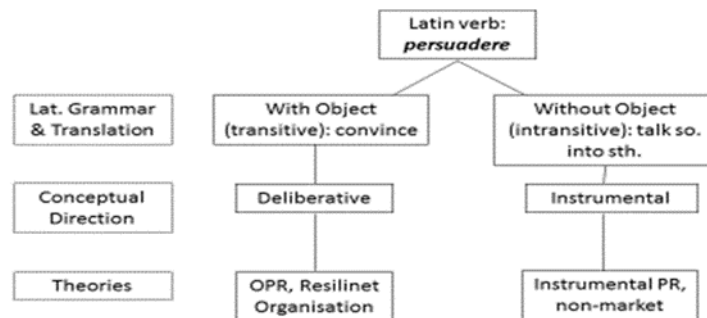 Latin verb:
persuadere
Lat. Grammar
& Translation
With Object
(transitive): convince
Without Object
(intransitive): talk so.
into sth.
Conceptual
Direction
Deliberative
Instrumental
Theories
OPR, Resilinet
Organisation
Instrumental PR,
non-market